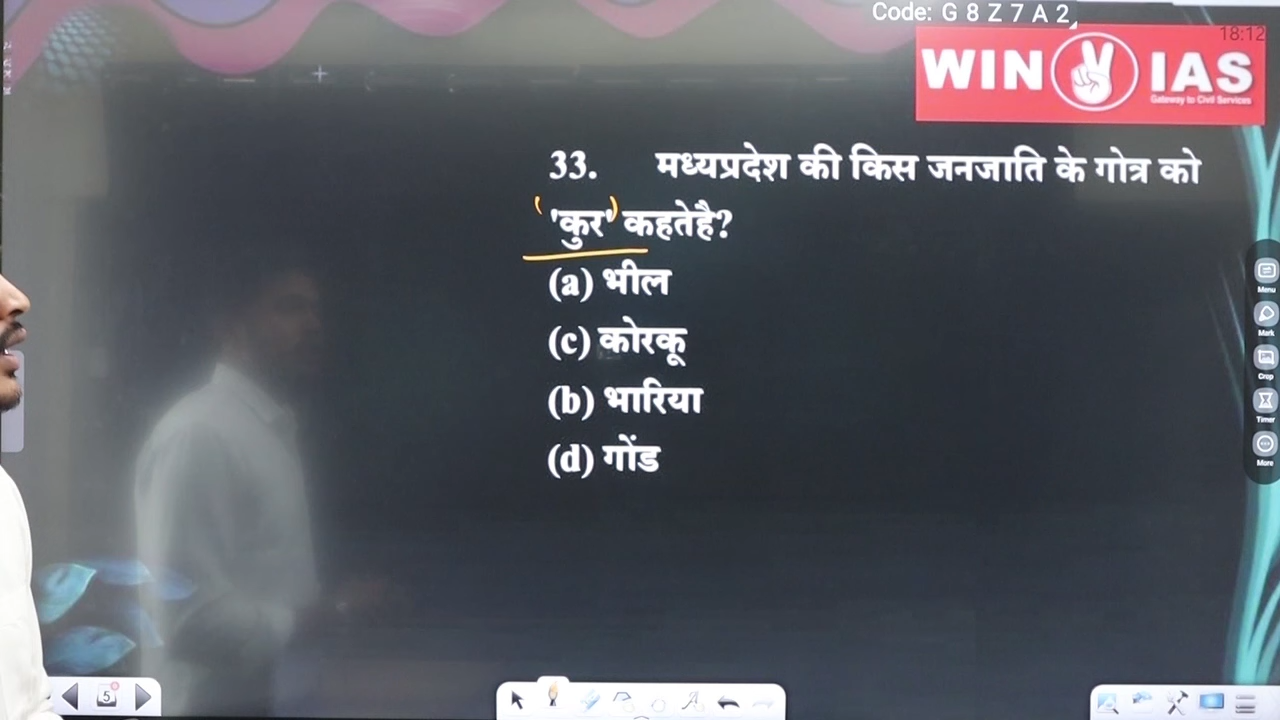 Code: G 8 Z 7 A 2
18:12
WIN IAS
Gateway to Civil Services
33. मध्यप्रदेश की किस जनजाति के गोत्र को
'कुर' कहतेहै?
(a) भील
(c) कोरकू
(b) भारिया
(d) गोंड
Menu
Mark
Crop
Timer
More
5